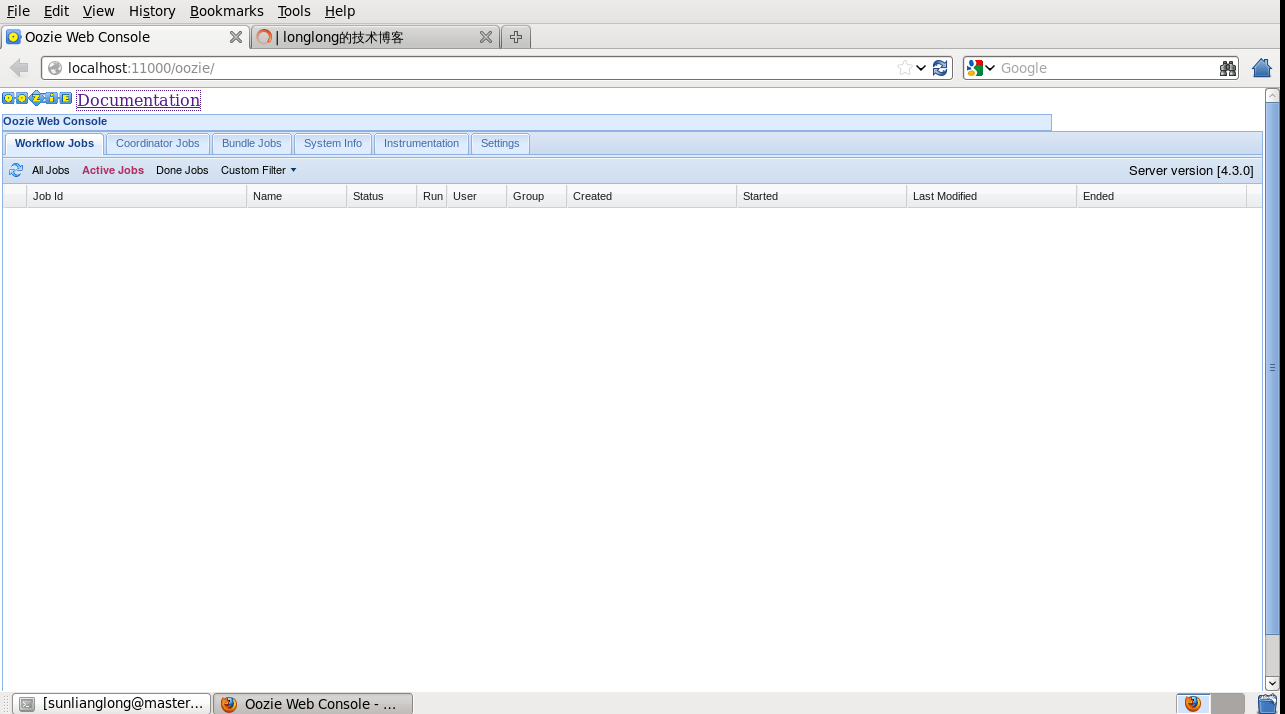 File Edit View History Bookmarks Tools Help
Oozie Web Console | longlong的技术博客
localhost:11000/oozie/ Google
OOZIE Documentation
Oozie Web Console
Workflow Jobs Coordinator Jobs Bundle Jobs System Info Instrumentation Settings
All Jobs Active Jobs Done Jobs Custom Filter Server version [4.3.0]
Job Id Name Status Run User Group Created Started Last Modified Ended
[sunlianglong@master... Oozie Web Console - ...